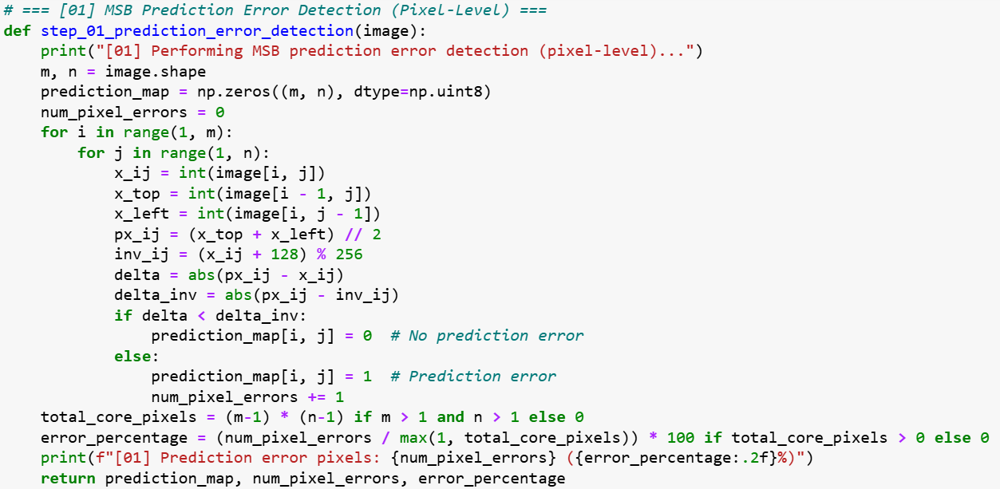 # === [01] MSB Prediction Error Detection (Pixel-Level) ===
def step_01_prediction_error_detection(image):
    print("[01] Performing MSB prediction error detection (pixel-level)...")
    m, n = image.shape
    prediction_map = np.zeros((m, n), dtype=np.uint8)
    num_pixel_errors = 0
    for i in range(1, m):
        for j in range(1, n):
            x_ij = int(image[i, j])
            x_top = int(image[i - 1, j])
            x_left = int(image[i, j - 1])
            px_ij = (x_top + x_left) // 2
            inv_ij = (x_ij + 128) % 256
            delta = abs(px_ij - x_ij)
            delta_inv = abs(px_ij - inv_ij)
            if delta < delta_inv:
                prediction_map[i, j] = 0  # No prediction error
            else:
                prediction_map[i, j] = 1  # Prediction error
                num_pixel_errors += 1
    total_core_pixels = (m-1) * (n-1) if m > 1 and n > 1 else 0
    error_percentage = (num_pixel_errors / max(1, total_core_pixels)) * 100 if total_core_pixels > 0 else 0
    print(f"[01] Prediction error pixels: {num_pixel_errors} ({error_percentage:.2f}%)")
    return prediction_map, num_pixel_errors, error_percentage